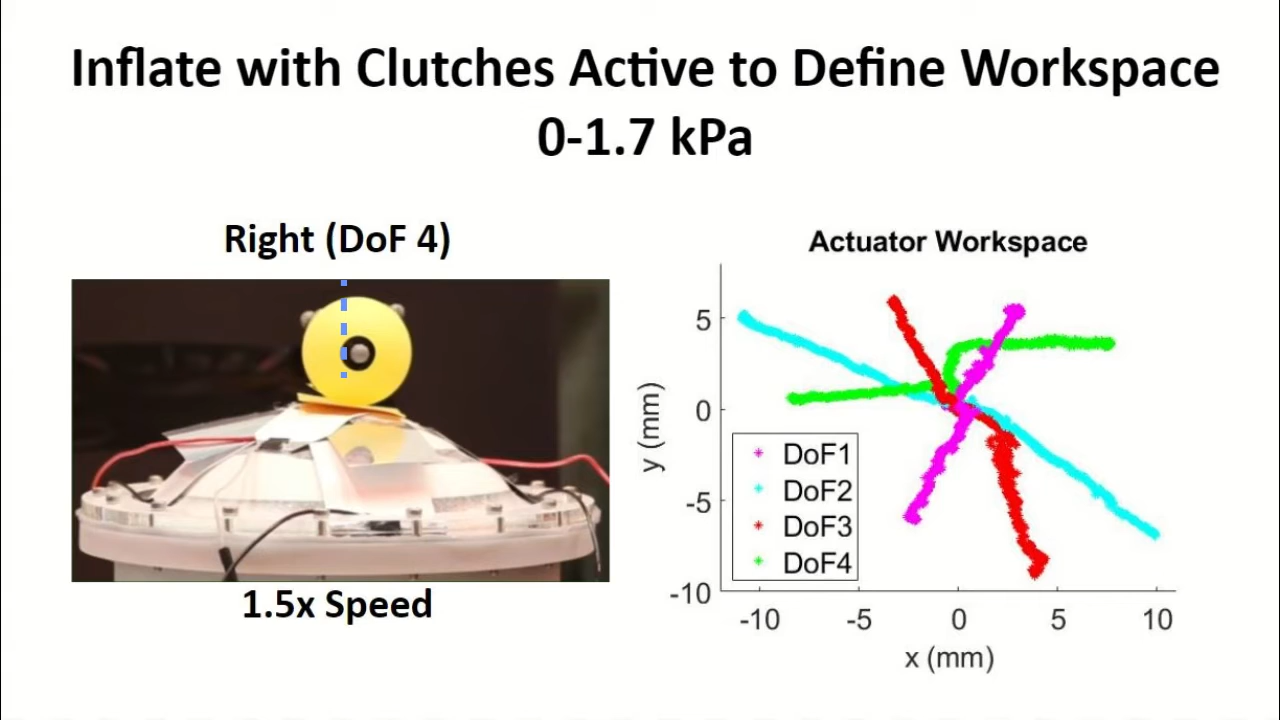 Inflate with Clutches Active to Define Workspace
0-1.7 kPa
Right (DoF 4)
1.5x Speed
Actuator Workspace
y (mm)
5
0
-5
-10
DoF1
DoF2
DoF3
DoF4
-10
-5
0
5
10
x (mm)